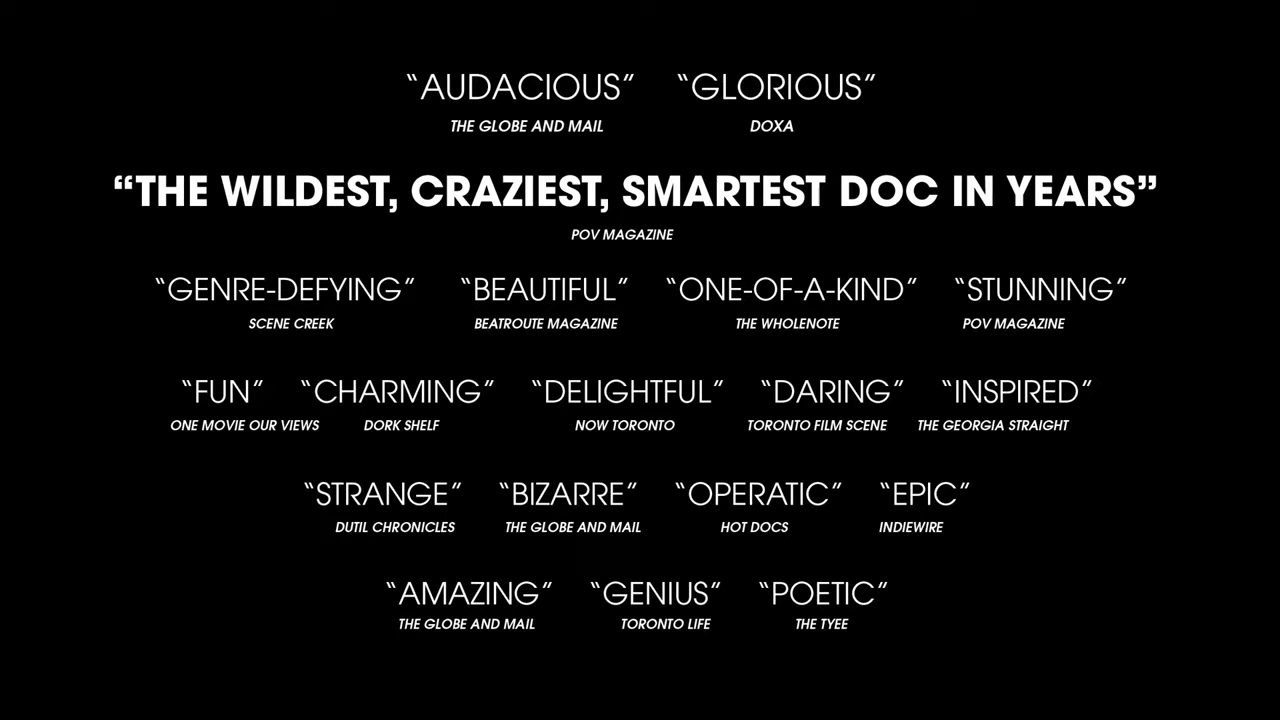 “AUDACIOUS” “GLORIOUS”
THE GLOBE AND MAIL DOXA
“THE WILDEST, CRAZIEST, SMARTEST DOC IN YEARS”
POV MAGAZINE
“GENRE-DEFYING” “BEAUTIFUL” “ONE-OF-A-KIND” “STUNNING”
SCENE CREEK BEATROUTE MAGAZINE THE WHOLENOTE POV MAGAZINE
“FUN” “CHARMING” “DELIGHTFUL” “DARING” “INSPIRED”
ONE MOVIE OUR VIEWS DORK SHELF NOW TORONTO TORONTO FILM SCENE THE GEORGIA STRAIGHT
“STRANGE” “BIZARRE” “OPERATIC” “EPIC”
DUTIL CHRONICLES THE GLOBE AND MAIL HOT DOCS INDIEWIRE
“AMAZING” “GENIUS” “POETIC”
THE GLOBE AND MAIL TORONTO LIFE THE TYEE